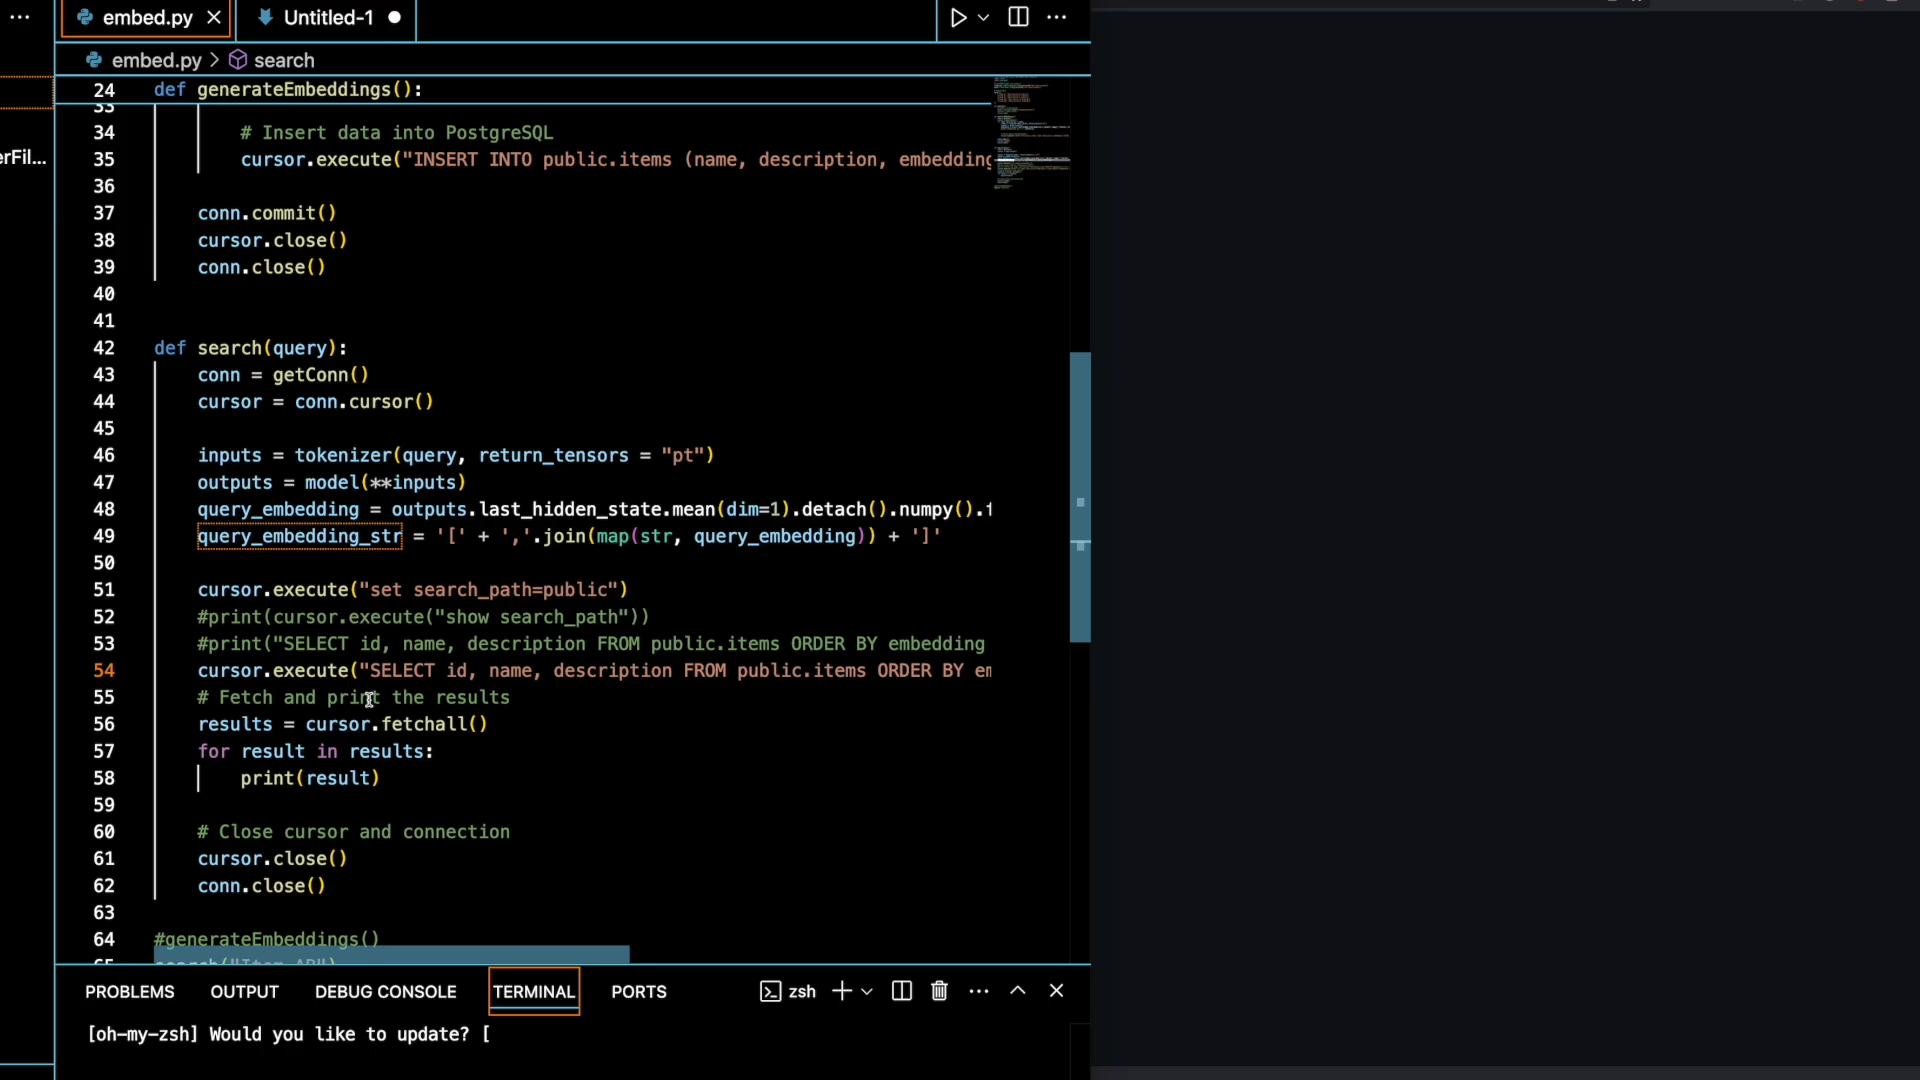 embed.py
Untitled-1
embed.py > search
24 def generateEmbeddings():
33
erFil...
34 # Insert data into PostgreSQL
35 cursor.execute("INSERT INTO public.items (name, description, embedding
36
37 conn.commit()
38 cursor.close()
39 conn.close()
40
41
42 def search(query):
43 conn = getConn()
44 cursor = conn.cursor()
45
46 inputs = tokenizer(query, return_tensors = "pt")
47 outputs = model(**inputs)
48 query_embedding = outputs.last_hidden_state.mean(dim=1).detach().numpy().
49 query_embedding_str = '[' + ','.join(map(str, query_embedding)) + ']'
50
51 cursor.execute("set search_path=public")
52 #print(cursor.execute("show search_path"))
53 #print("SELECT id, name, description FROM public.items ORDER BY embedding
54 cursor.execute("SELECT id, name, description FROM public.items ORDER BY em
55 # Fetch and print the results
56 results = cursor.fetchall()
57 for result in results:
58 print(result)
59
60 # Close cursor and connection
61 cursor.close()
62 conn.close()
63
64 #generateEmbeddings()
65 search("Item AB")
PROBLEMS OUTPUT DEBUG CONSOLE TERMINAL PORTS zsh
[oh-my-zsh] Would you like to update? [